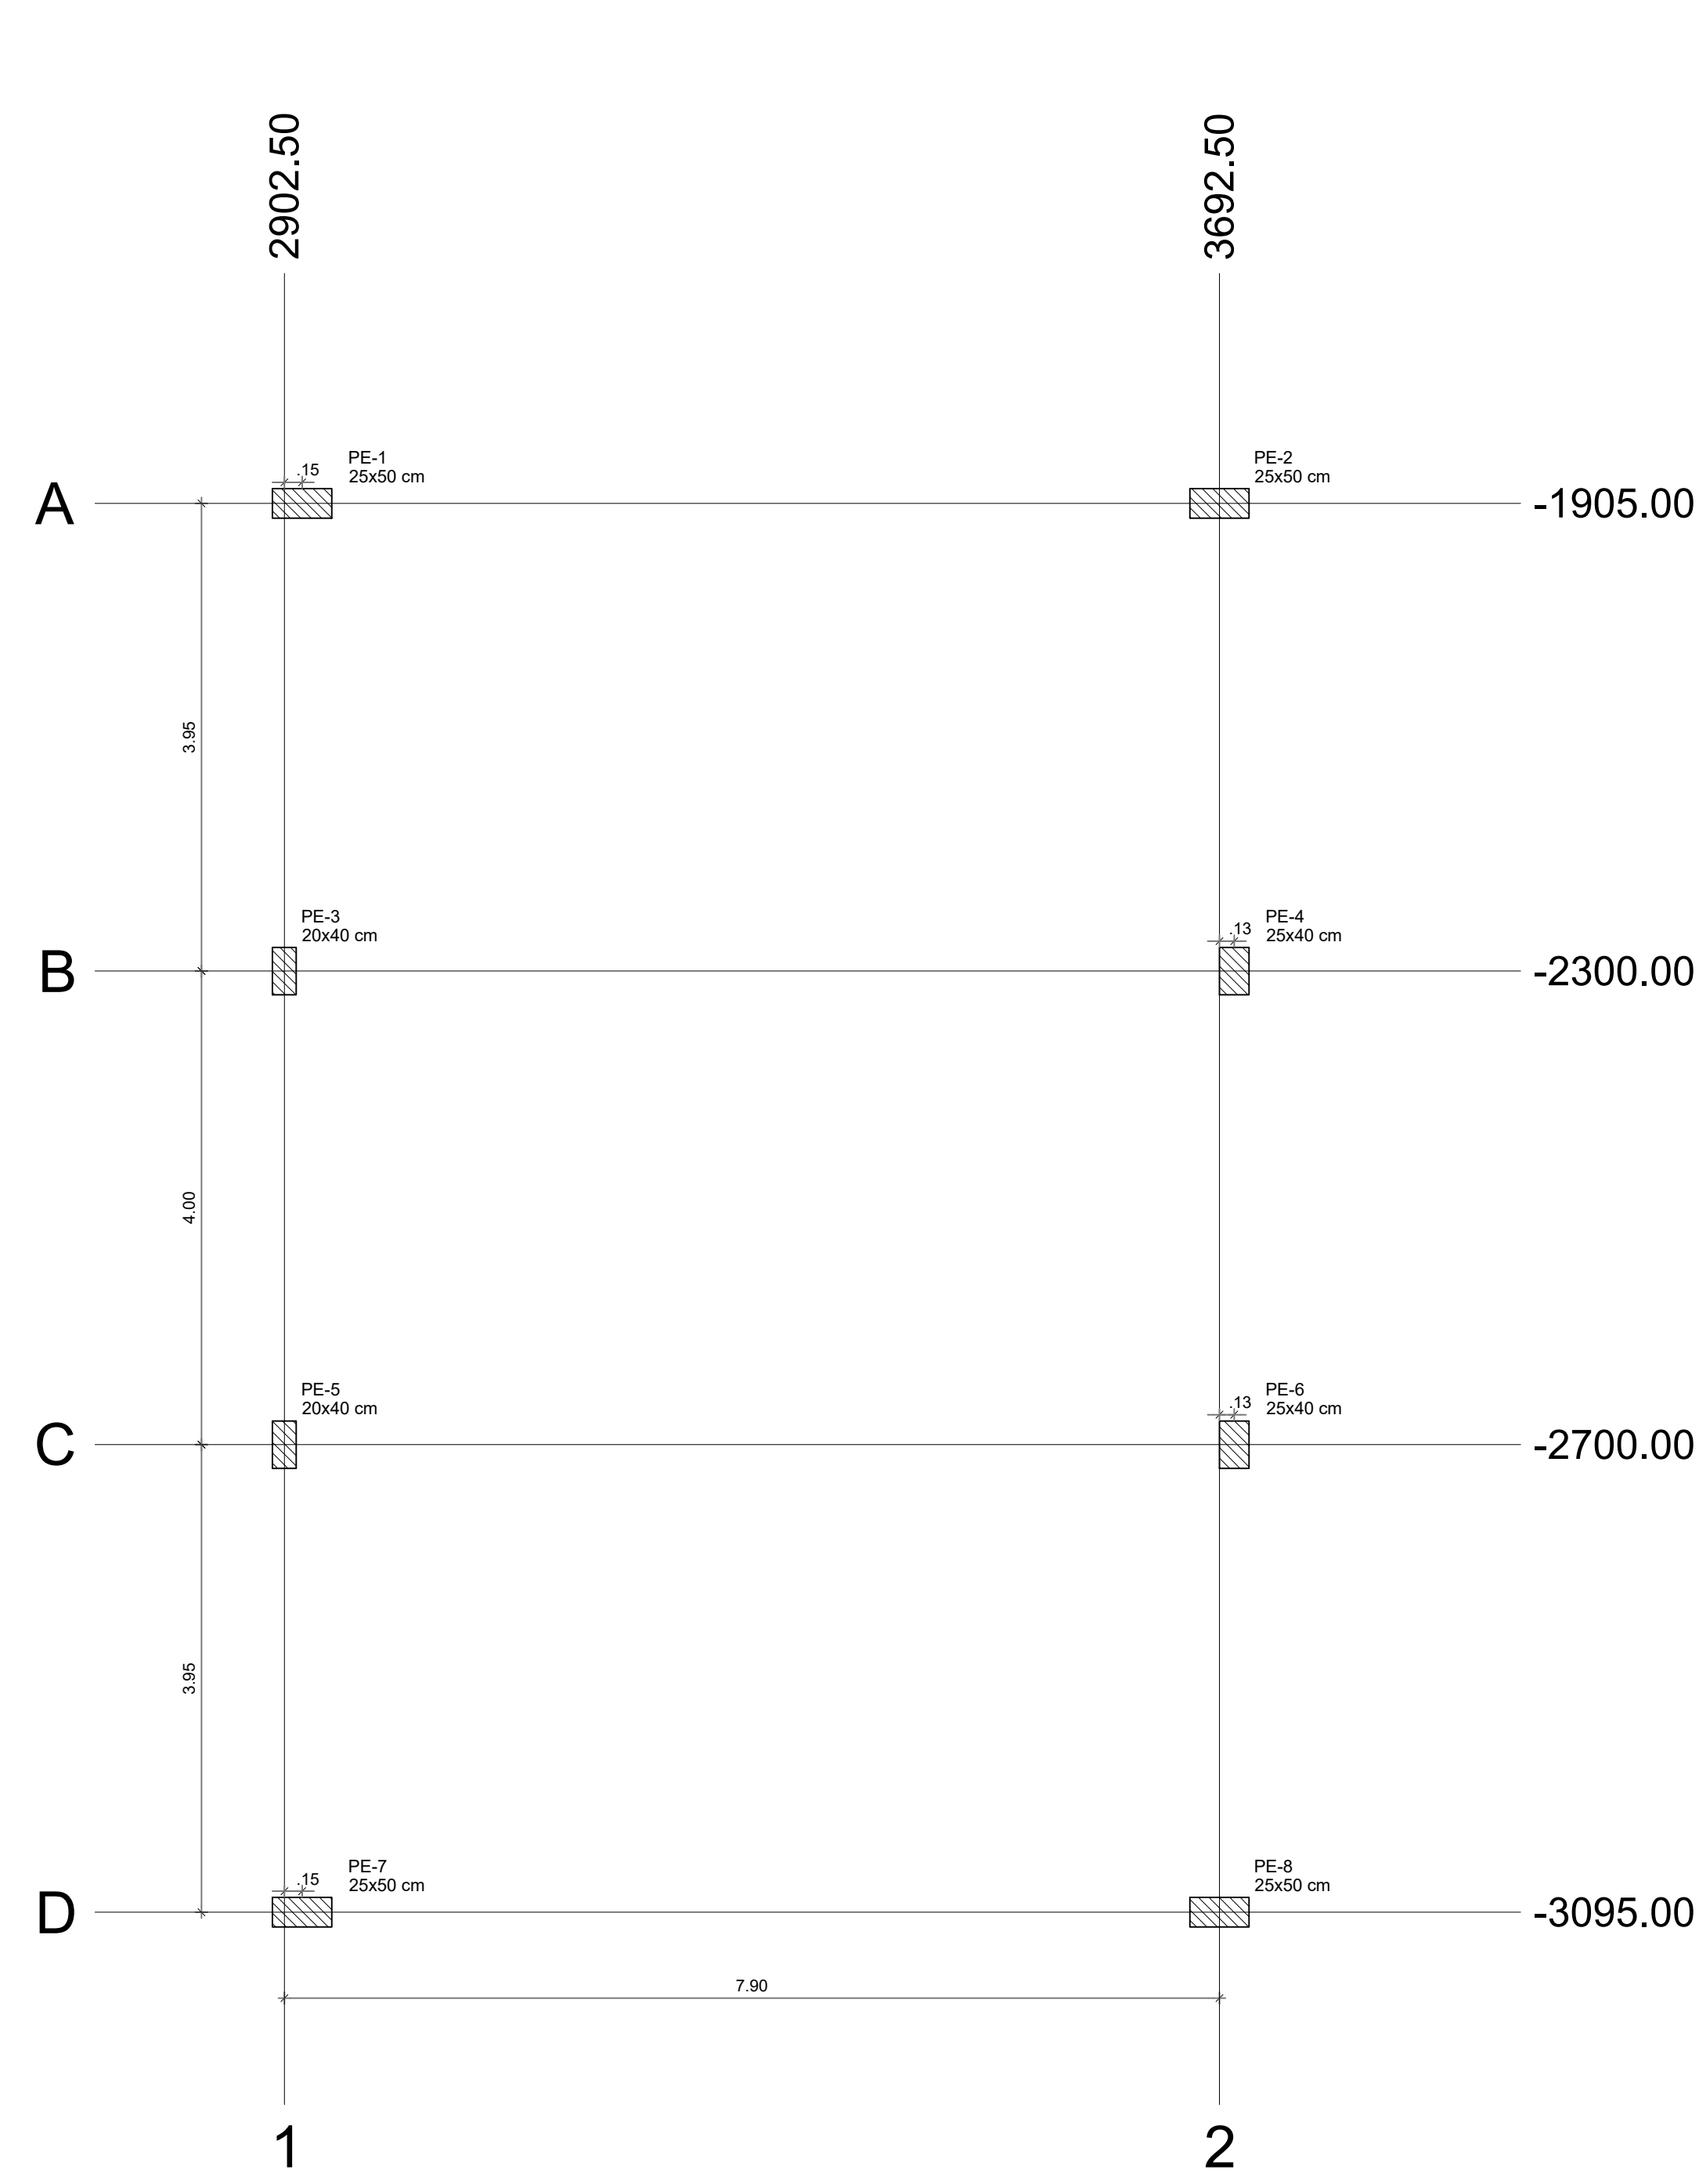 2902.50
3692.50
PE-1
.15
25x50 cm
PE-2
25x50 cm
A
-1905.00
3.95
PE-3
20x40 cm
.13
PE-4
25x40 cm
B
-2300.00
4.00
PE-5
20x40 cm
.13
PE-6
25x40 cm
C
-2700.00
3.95
.15
PE-7
25x50 cm
PE-8
25x50 cm
D
-3095.00
7.90
1
2